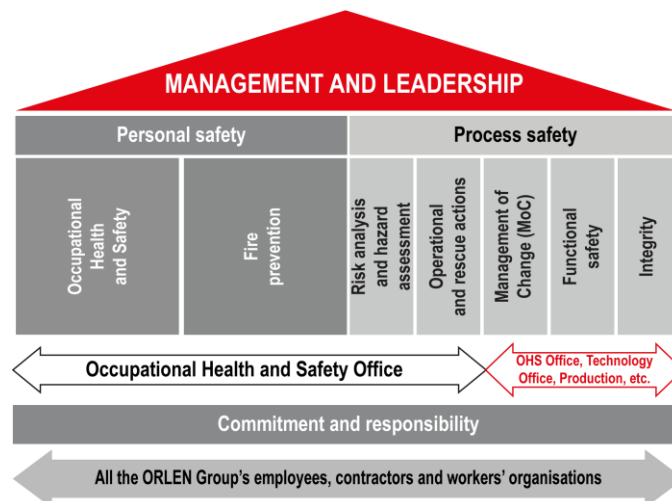 MANAGEMENT AND LEADERSHIP
Personal safety
Process safety
Occupational
Health
and Safety
Fire
prevention
Risk analysis
and hazard
assessment
Operational
and rescue actions
Management of
Change (MoC)
Functional
safety
Integrity
Occupational Health and Safety Office
OHS Office, Technology
Office, Production, etc.
Commitment and responsibility
All the ORLEN Group's employees, contractors and workers' organisations